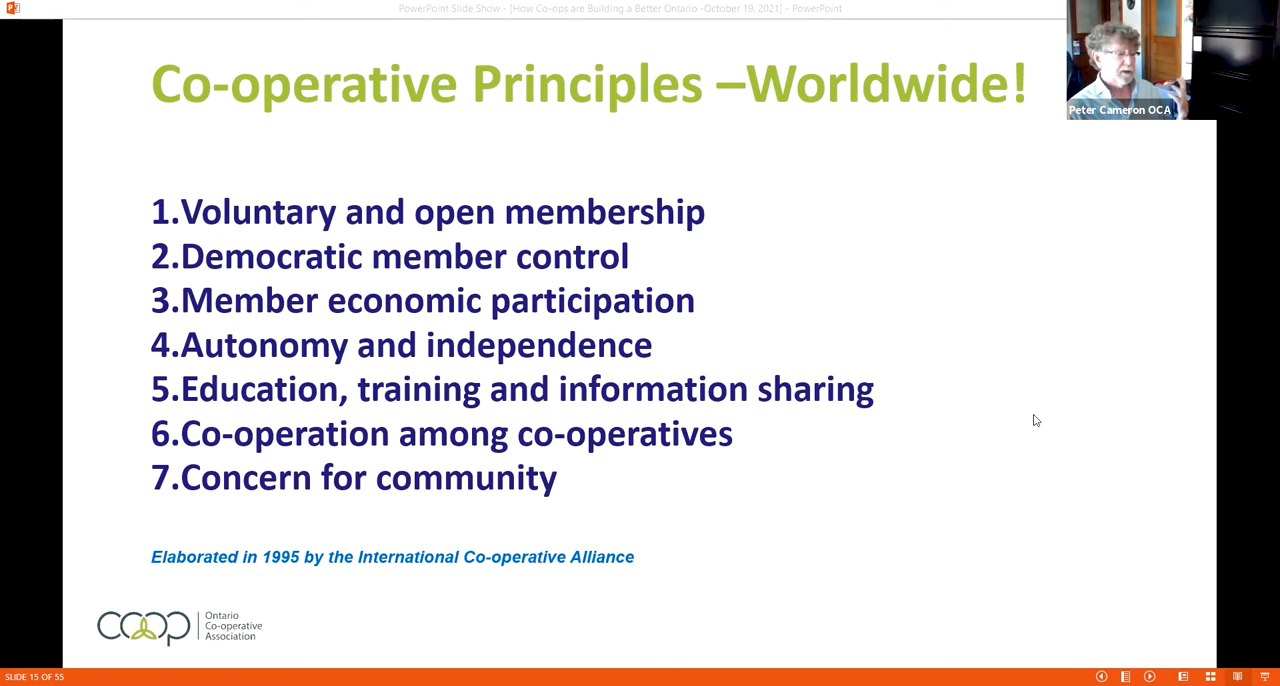 PowerPoint Slide Show - [How Co-ops are Building a Better Ontario -October 19, 2021] - PowerPoint
Co-operative Principles –Worldwide!
Peter Cameron OCA
1.Voluntary and open membership
2.Democratic member control
3.Member economic participation
4.Autonomy and independence
5.Education, training and information sharing
6.Co-operation among co-operatives
7.Concern for community
Elaborated in 1995 by the International Co-operative Alliance
coop
Ontario
Co-operative
Association
SLIDE 15 OF 55